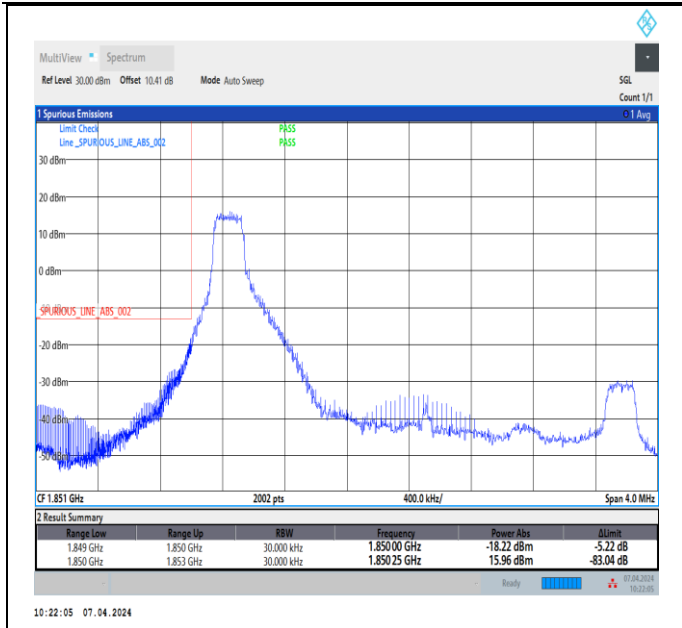 MultiView Spectrum
Ref Level 30.00 dBm Offset 10.41 dB Mode Auto Sweep SGL
Count 1/1
1 Spurious Emissions 1 Avg
Limit Check PASS
Line _SPURIOUS_LINE_ABS_002 PASS
30 dBm
20 dBm
10 dBm
0 dBm
-10 dBm
_SPURIOUS_LINE_ABS_002
-20 dBm
-30 dBm
-40 dBm
-50 dBm
CF 1.851 GHz 2002 pts 400.0 kHz/ Span 4.0 MHz
2 Result Summary
Range Low Range Up RBW Frequency Power Abs ΔLimit
1.849 GHz 1.850 GHz 30.000 kHz 1.85000 GHz -18.22 dBm -5.22 dB
1.850 GHz 1.853 GHz 30.000 kHz 1.85025 GHz 15.96 dBm -83.04 dB
Ready 07.04.2024
10:22:05
10:22:05 07.04.2024